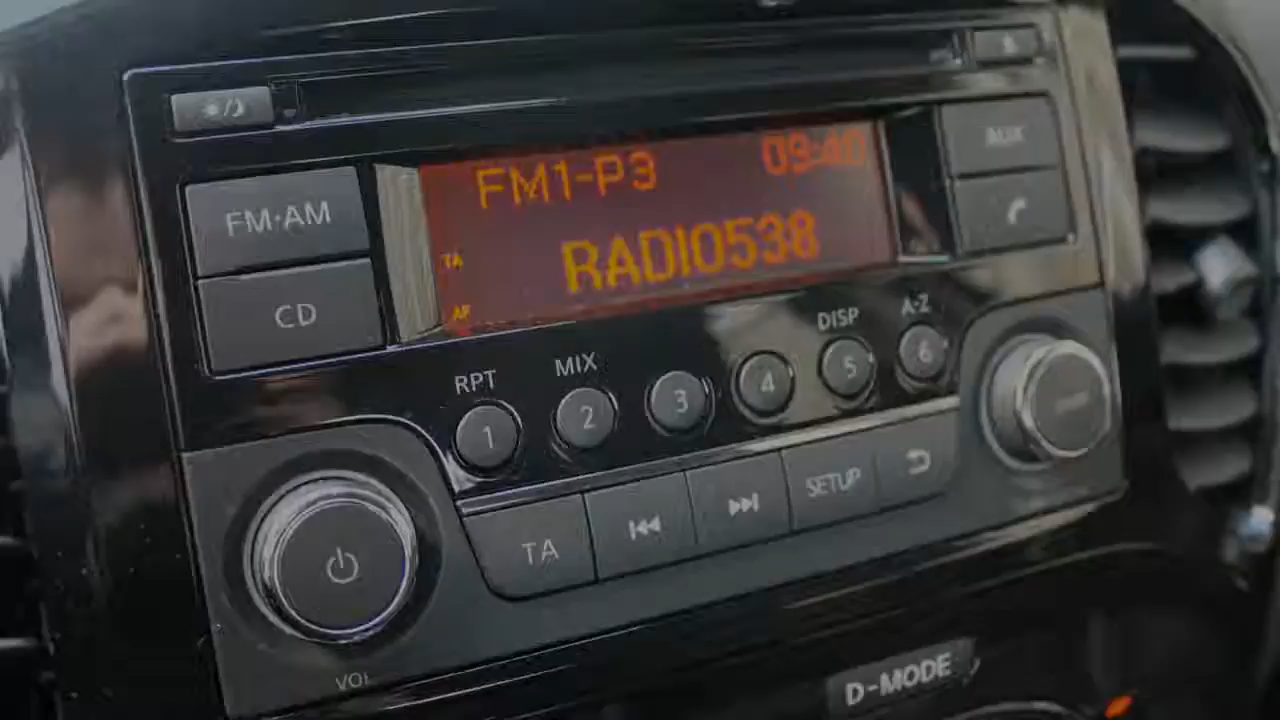 AUX
FM1-P3 09:40
FM·AM
TA
RADIO538
CD
AF
DISP A-Z
RPT MIX
1 2 3 4 5 6
TA SETUP
VOL
D-MODE